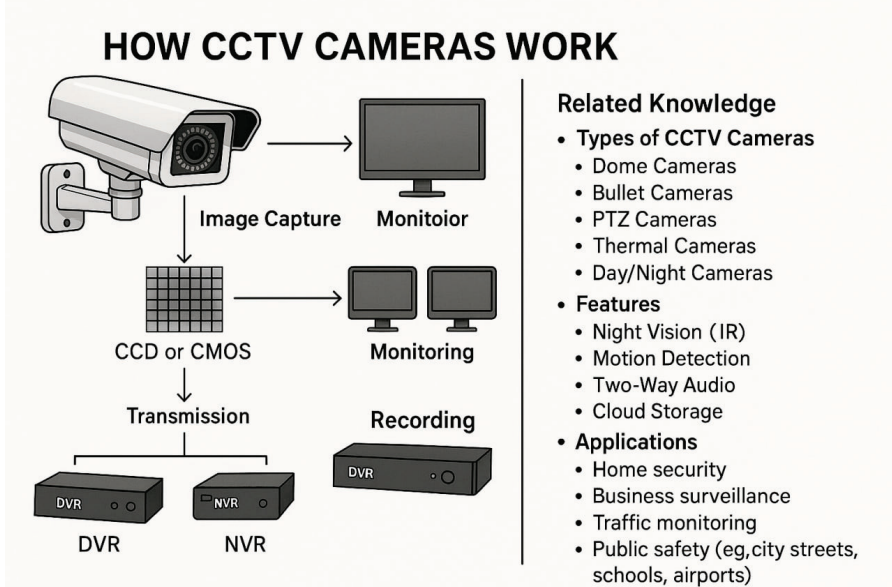 HOW CCTV CAMERAS WORK
Image Capture
Monitoior
CCD or CMOS
Monitoring
Transmission
Recording
DVR
NVR
DVR
DVR
NVR
Related Knowledge
• Types of CCTV Cameras
• Dome Cameras
• Bullet Cameras
• PTZ Cameras
• Thermal Cameras
• Day/Night Cameras
• Features
• Night Vision (IR)
• Motion Detection
• Two-Way Audio
• Cloud Storage
• Applications
• Home security
• Business surveillance
• Traffic monitoring
• Public safety (eg,city streets,
schools, airports)